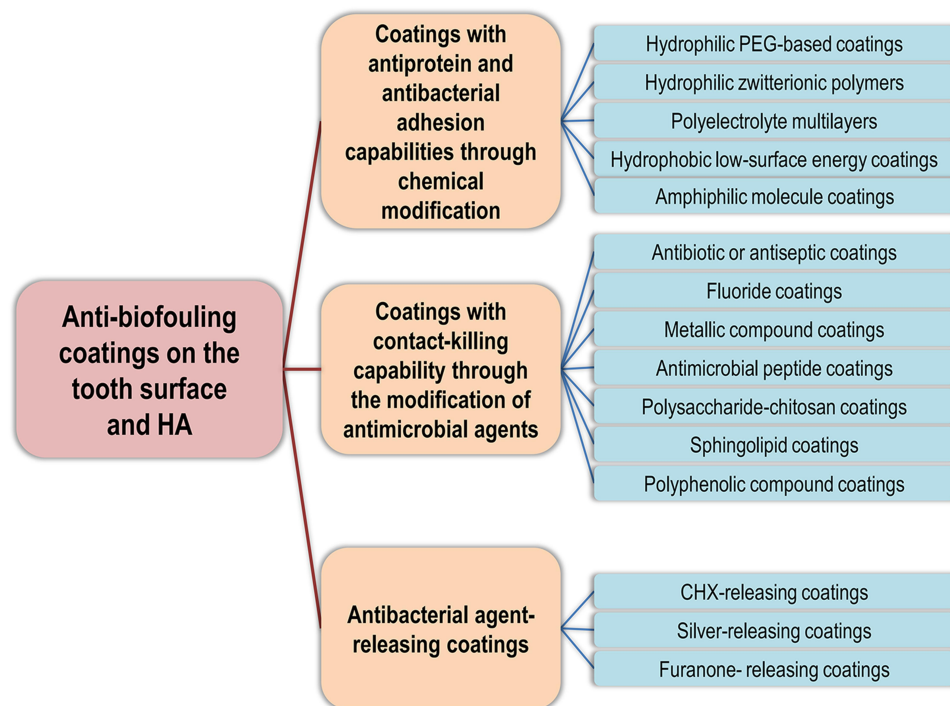 Anti-biofouling
coatings on the
tooth surface
and HA
Coatings with
antiprotein and
antibacterial
adhesion
capabilities through
chemical
modification
Hydrophilic PEG-based coatings
Hydrophilic zwitterionic polymers
Polyelectrolyte multilayers
Hydrophobic low-surface energy coatings
Amphiphilic molecule coatings
Coatings with
contact-killing
capability through
the modification of
antimicrobial agents
Antibiotic or antiseptic coatings
Fluoride coatings
Metallic compound coatings
Antimicrobial peptide coatings
Polysaccharide-chitosan coatings
Sphingolipid coatings
Polyphenolic compound coatings
Antibacterial agent-
releasing coatings
CHX-releasing coatings
Silver-releasing coatings
Furanone- releasing coatings